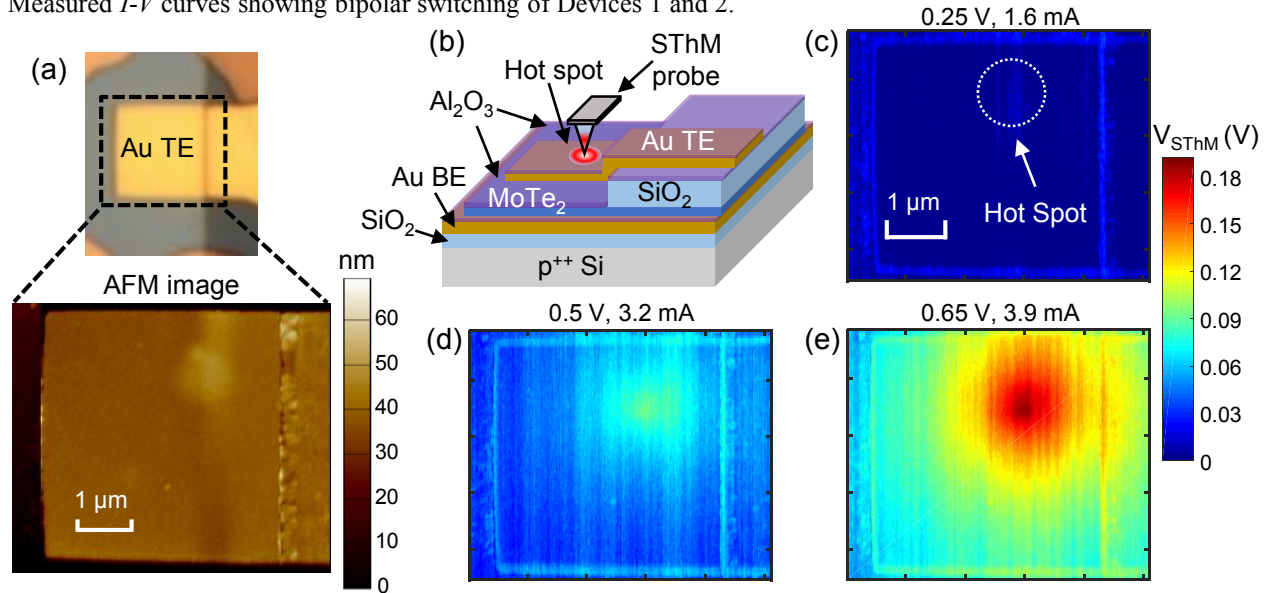 Measured I-V curves showing bipolar switching of Devices 1 and 2.
(a)
Au TE
AFM image
nm
60
50
40
30
20
10
0
1 μm
(b)
SThM
probe
Hot spot
Al₂O₃
Au TE
Au BE
MoTe₂
SiO₂
SiO₂
p⁺⁺ Si
(c)
0.25 V, 1.6 mA
1 μm
Hot Spot
V_SThM (V)
0.18
0.15
0.12
0.09
0.06
0.03
0
(d)
0.5 V, 3.2 mA
(e)
0.65 V, 3.9 mA